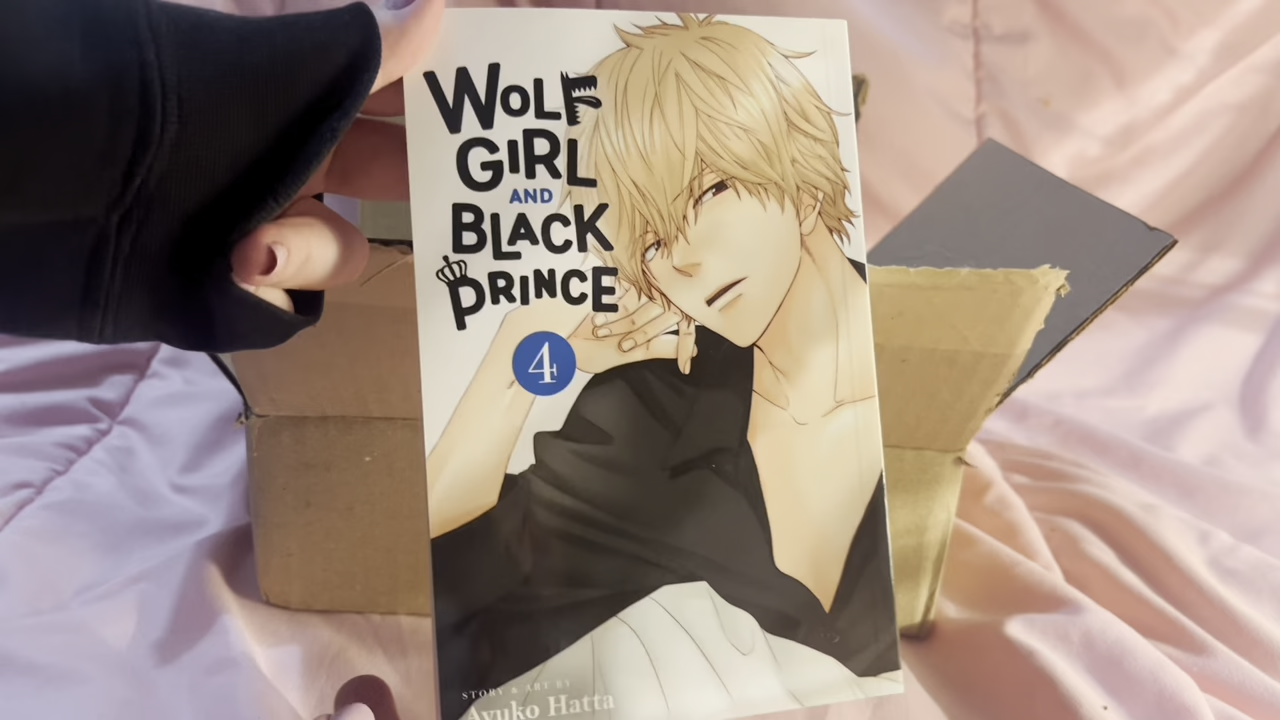 WOLF
GIRL
AND
BLACK
PRINCE
4
STORY & ART BY
Ayuko Hatta